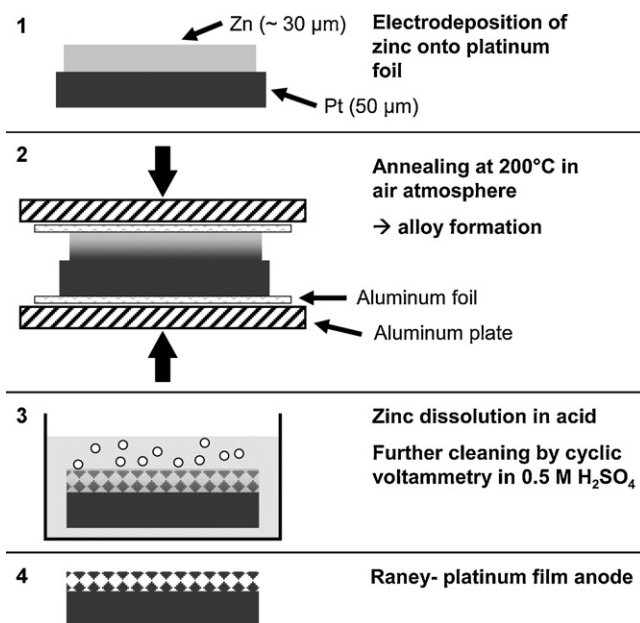 1
Zn (~ 30 µm)
Pt (50 µm)
Electrodeposition of
zinc onto platinum
foil
2
Annealing at 200°C in
air atmosphere
→ alloy formation
Aluminum foil
Aluminum plate
3
Zinc dissolution in acid
Further cleaning by cyclic
voltammetry in 0.5 M H₂SO₄
4
Raney- platinum film anode